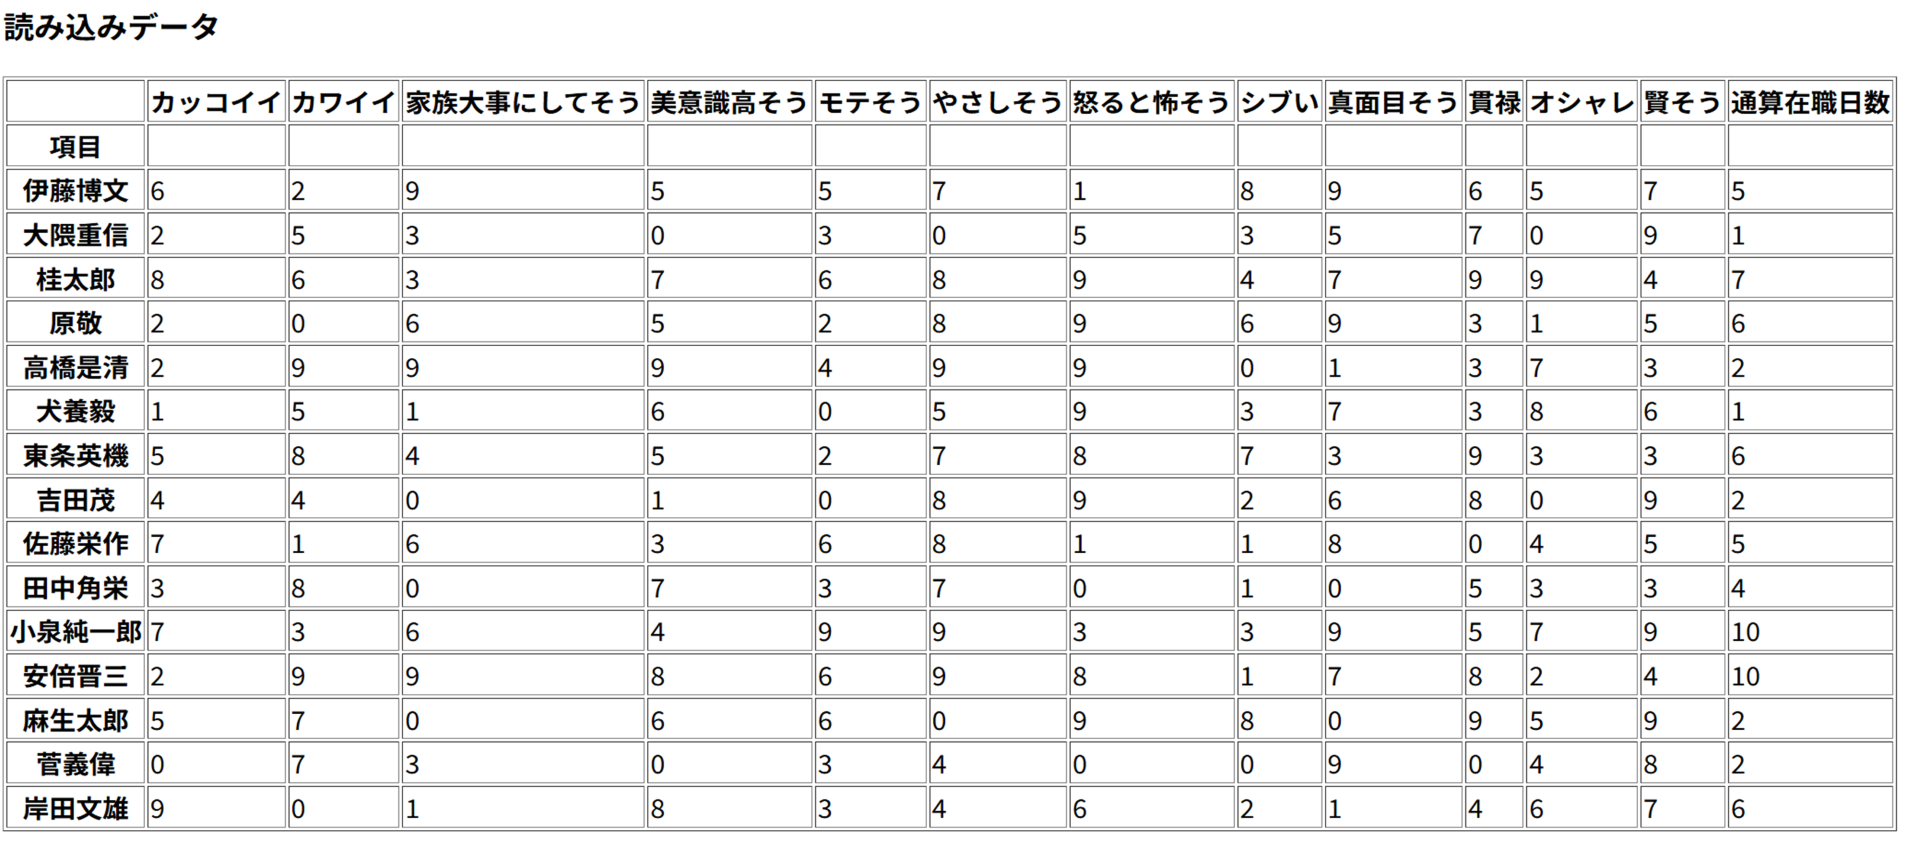 読み込みデータ
カッコイイ カワイイ 家族大事にしてそう 美意識高そう モテそう やさしそう 怒ると怖そう シブい 真面目そう 貫禄 オシャレ 賢そう 通算在職日数
項目
伊藤博文 6 2 9 5 5 7 1 8 9 6 5 7 5
大隈重信 2 5 3 0 3 0 5 3 5 7 0 9 1
桂太郎 8 6 3 7 6 8 9 4 7 9 9 4 7
原敬 2 0 6 5 2 8 9 6 9 3 1 5 6
高橋是清 2 9 9 9 4 9 9 0 1 3 7 3 2
犬養毅 1 5 1 6 0 5 9 3 7 3 8 6 1
東条英機 5 8 4 5 2 7 8 7 3 9 3 3 6
吉田茂 4 4 0 1 0 8 9 2 6 8 0 9 2
佐藤栄作 7 1 6 3 6 8 1 1 8 0 4 5 5
田中角栄 3 8 0 7 3 7 0 1 0 5 3 3 4
小泉純一郎 7 3 6 4 9 9 3 3 9 5 7 9 10
安倍晋三 2 9 9 8 6 9 8 1 7 8 2 4 10
麻生太郎 5 7 0 6 6 0 9 8 0 9 5 9 2
菅義偉 0 7 3 0 3 4 0 0 9 0 4 8 2
岸田文雄 9 0 1 8 3 4 6 2 1 4 6 7 6